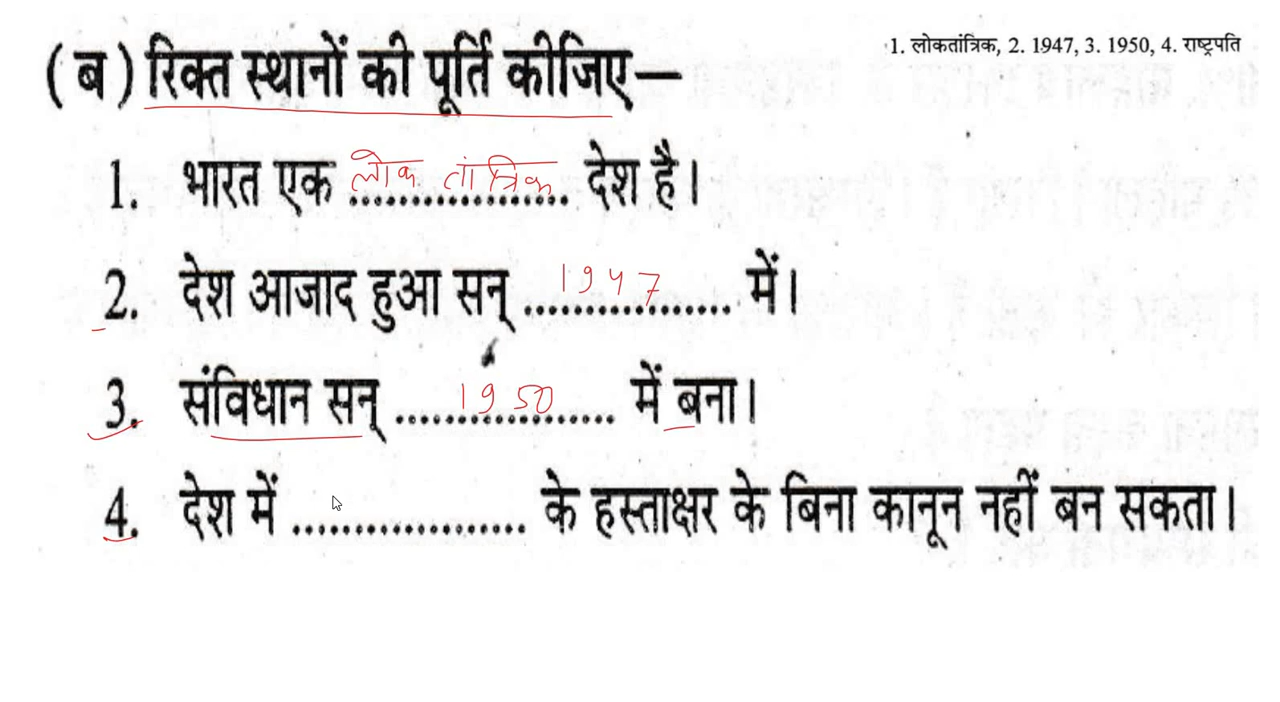 (ब) रिक्त स्थानों की पूर्ति कीजिए—
1. लोकतांत्रिक, 2. 1947, 3. 1950, 4. राष्ट्रपति
1. भारत एक लोक तांत्रिक देश है।
2. देश आजाद हुआ सन् 1947 में।
3. संविधान सन् 1950 में बना।
4. देश में .................. के हस्ताक्षर के बिना कानून नहीं बन सकता।